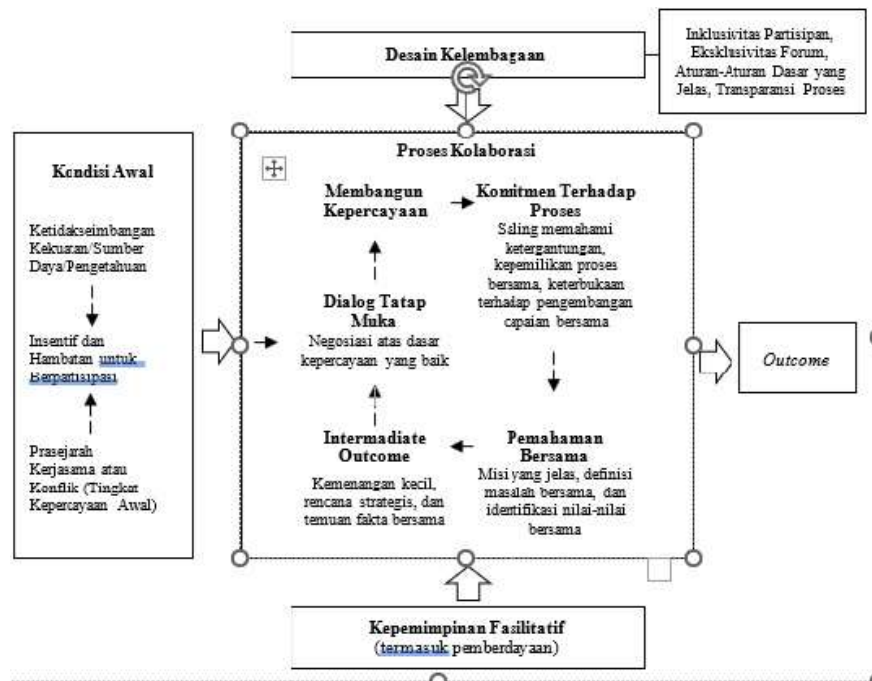 Desain Kelembagaan
Inklusivitas Partisipan,
Eksklusivitas Forum,
Aturan-Aturan Dasar yang
Jelas, Transparansi Proses
Kondisi Awal
Ketidakseimbangan
Kekuatan/Sumber
Daya/Pengetahuan
Insentif dan
Hambatan untuk
Berpartisipasi
Prasejarah
Kerjasama atau
Konflik (Tingkat
Kepercayaan Awal)
Proses Kolaborasi
Membangun
Kepercayaan
Komitmen Terhadap
Proses
Saling memahami
ketergantungan,
kepemilikan proses
bersama, keterbukaan
terhadap pengembangan
capaian bersama
Dialog Tatap
Muka
Negosiasi atas dasar
kepercayaan yang baik
Intermadiate
Outcome
Kemenangan kecil,
rencana strategis, dan
temuan fakta bersama
Pemahaman
Bersama
Misi yang jelas, definisi
masalah bersama, dan
identifikasi nilai-nilai
bersama
Outcome
Kepemimpinan Fasilitatif
(termasuk pemberdayaan)